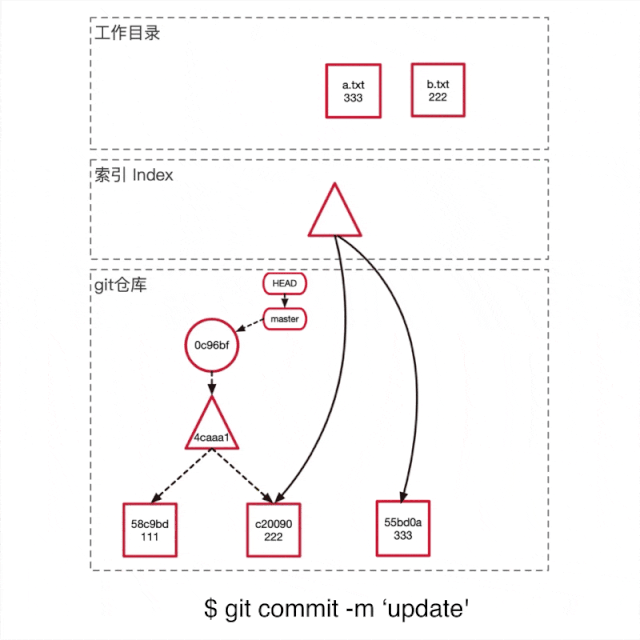 工作目录
a.txt
333
b.txt
222
索引 Index
git仓库
HEAD
master
0c96bf
4caaa1
58c9bd
111
c20090
222
55bd0a
333
$ git commit -m ‘update'